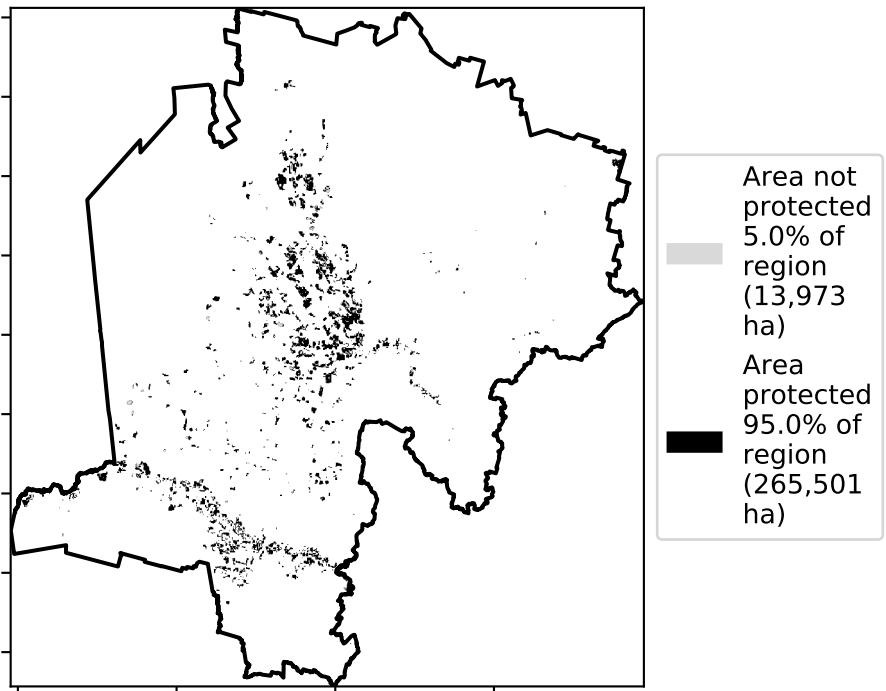 Area not
protected
5.0% of
region
(13,973
ha)
Area
protected
95.0% of
region
(265,501
ha)